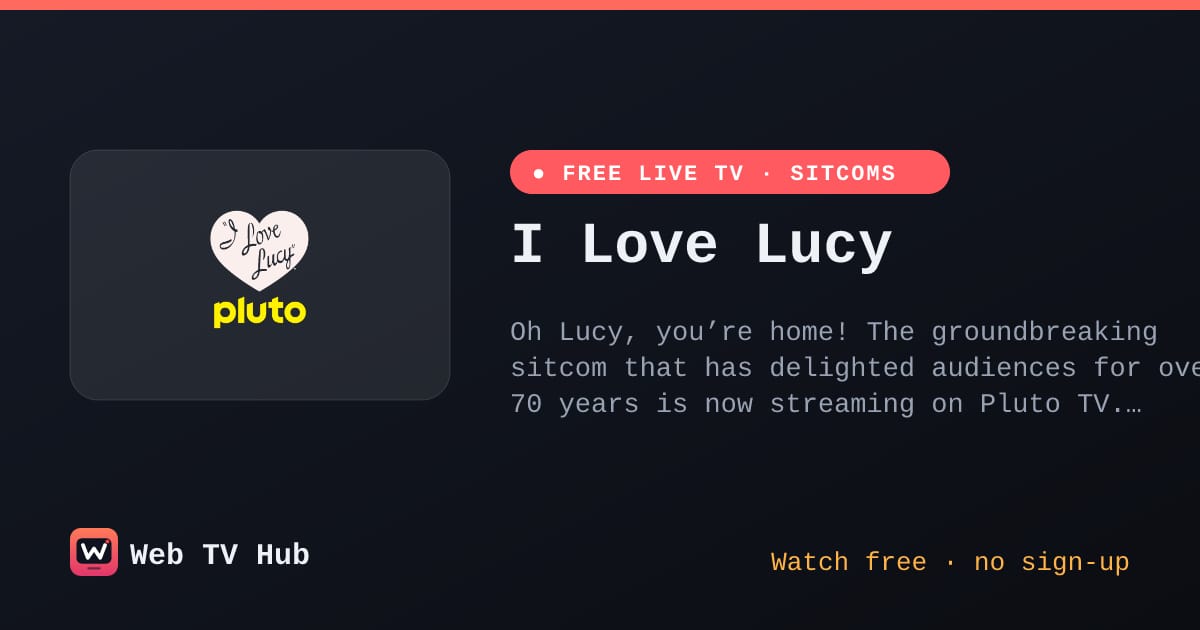 "I Love
Lucy"
pluto
● FREE LIVE TV · SITCOMS
I Love Lucy
Oh Lucy, you’re home! The groundbreaking
sitcom that has delighted audiences for ove
70 years is now streaming on Pluto TV.…
W
Web TV Hub
Watch free · no sign-up